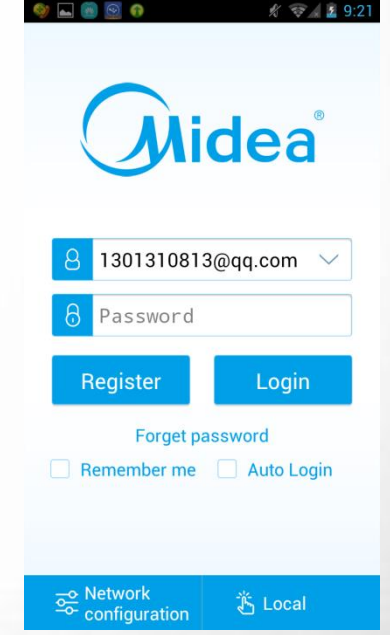 9:21
Midea®
1301310813@qq.com
Password
Register
Login
Forget password
Remember me
Auto Login
Network
configuration
Local